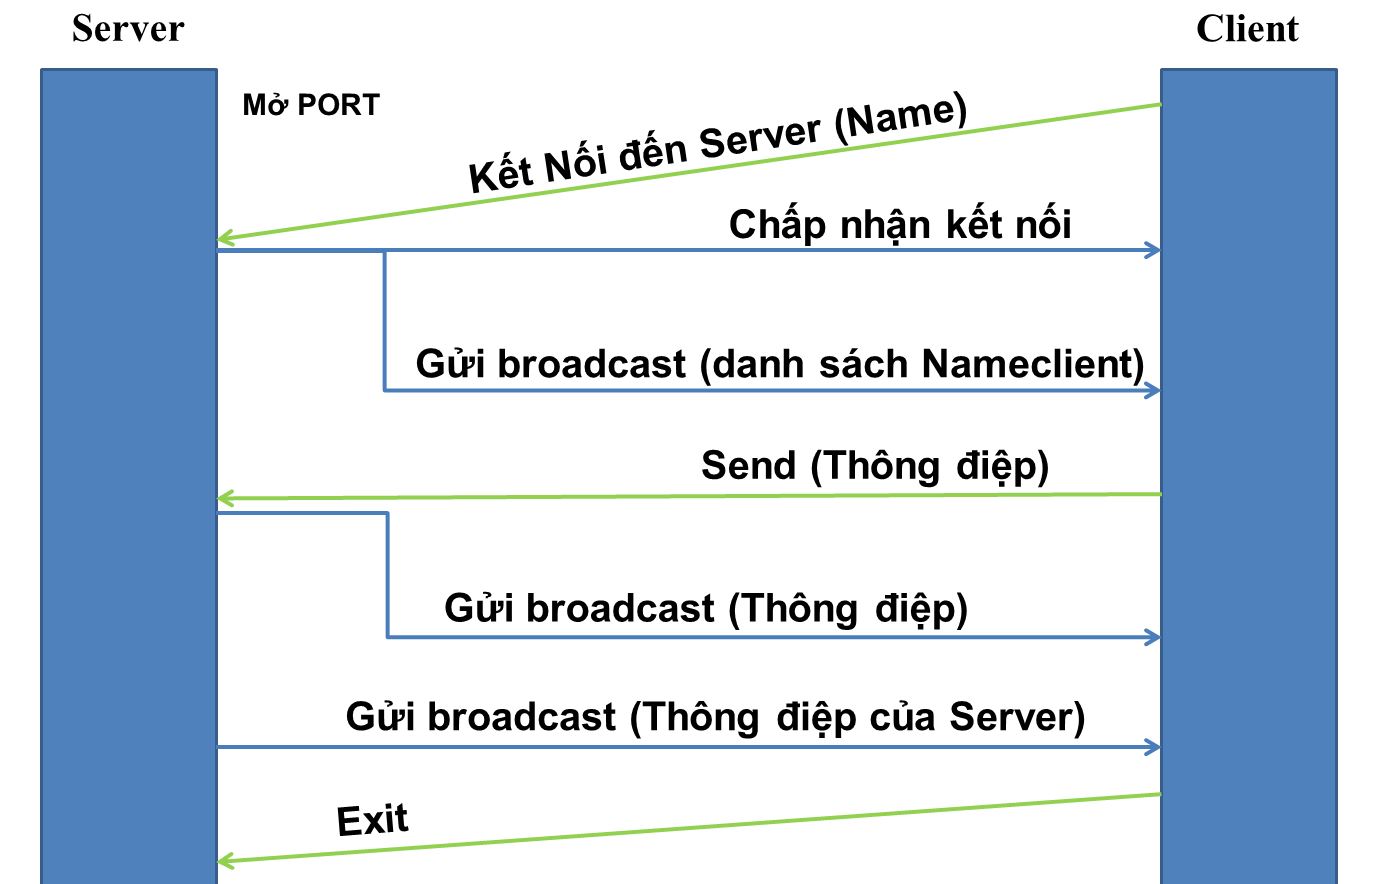 Server
Client
Mở PORT
Kết Nối đến Server (Name)
Chấp nhận kết nối
Gửi broadcast (danh sách Nameclient)
Send (Thông điệp)
Gửi broadcast (Thông điệp)
Gửi broadcast (Thông điệp của Server)
Exit